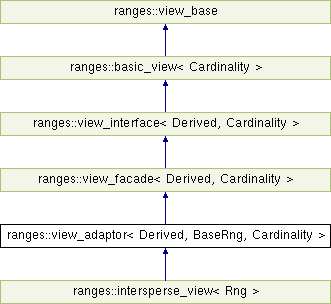 ranges::view_base
ranges::basic_view< Cardinality >
ranges::view_interface< Derived, Cardinality >
ranges::view_facade< Derived, Cardinality >
ranges::view_adaptor< Derived, BaseRng, Cardinality >
ranges::intersperse_view< Rng >